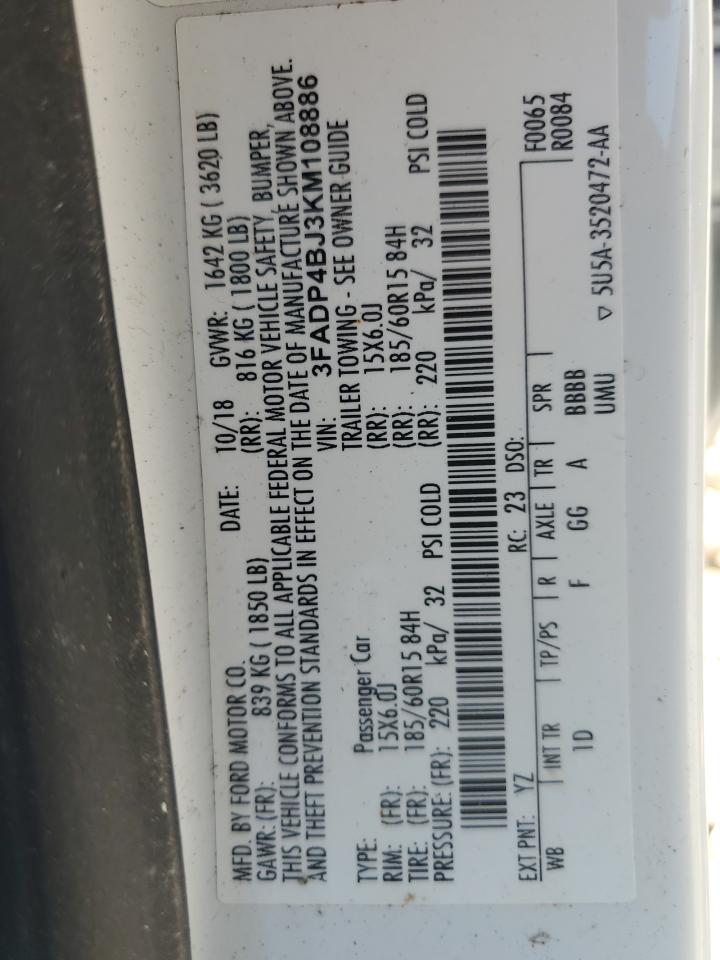 MFD. BY FORD MOTOR CO. DATE: 10/18 GVWR: 1642 KG ( 3620 LB)
GAWR: (FR): 839 KG ( 1850 LB) (RR): 816 KG ( 1800 LB)
THIS VEHICLE CONFORMS TO ALL APPLICABLE FEDERAL MOTOR VEHICLE SAFETY, BUMPER,
AND THEFT PREVENTION STANDARDS IN EFFECT ON THE DATE OF MANUFACTURE SHOWN ABOVE.
VIN: 3FADP4BJ3KM108886
TYPE: Passenger Car TRAILER TOWING - SEE OWNER GUIDE
RIM: (FR): 15X6.0J (RR): 15X6.0J
TIRE: (FR): 185/60R15 84H (RR): 185/60R15 84H
PRESSURE: (FR): 220 kPa/ 32 PSI COLD (RR): 220 kPa/ 32 PSI COLD
EXT PNT: YZ RC: 23 DSO: F0065
WB INT TR TP/PS R AXLE TR SPR R0084
1D F GG A BBBB
UMU ▽ 5U5A-3520472-AA